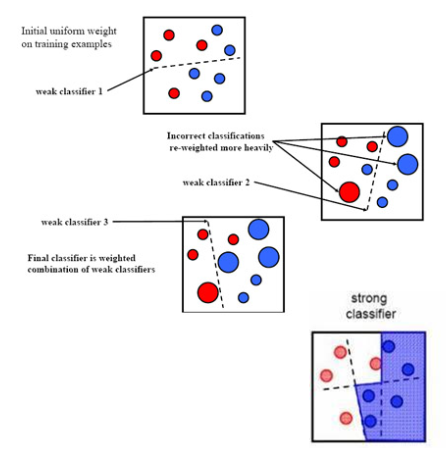 Initial uniform weight
on training examples
weak classifier 1
Incorrect classifications
re-weighted more heavily
weak classifier 2
weak classifier 3
Final classifier is weighted
combination of weak classifiers
strong
classifier